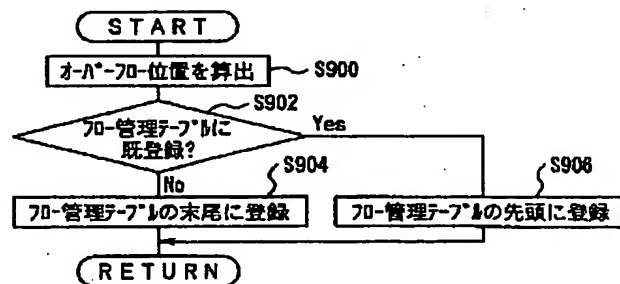 START
オーバーフロー位置を算出
S900
S902
フロー管理テーブルに
既登録?
Yes
No
S904
S906
フロー管理テーブルの末尾に登録
フロー管理テーブルの先頭に登録
RETURN